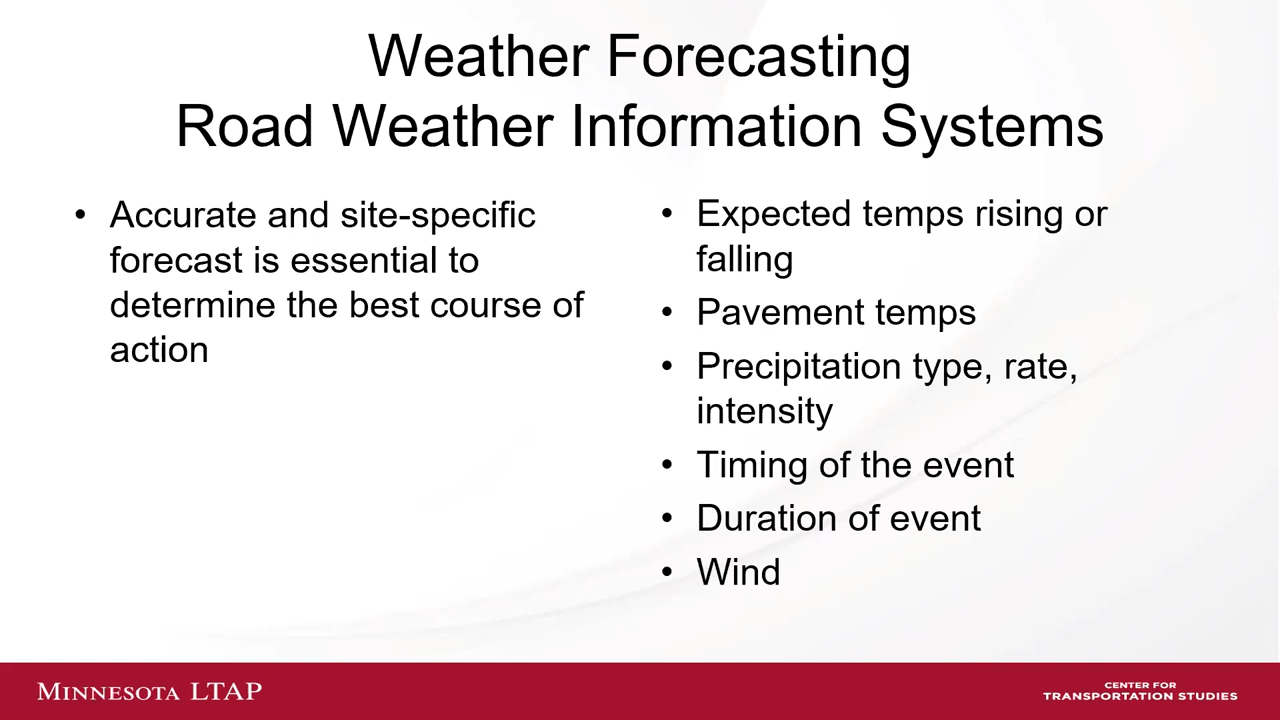 Weather Forecasting
Road Weather Information Systems
• Accurate and site-specific
forecast is essential to
determine the best course of
action
• Expected temps rising or
falling
• Pavement temps
• Precipitation type, rate,
intensity
• Timing of the event
• Duration of event
• Wind
MINNESOTA LTAP
CENTER FOR
TRANSPORTATION STUDIES